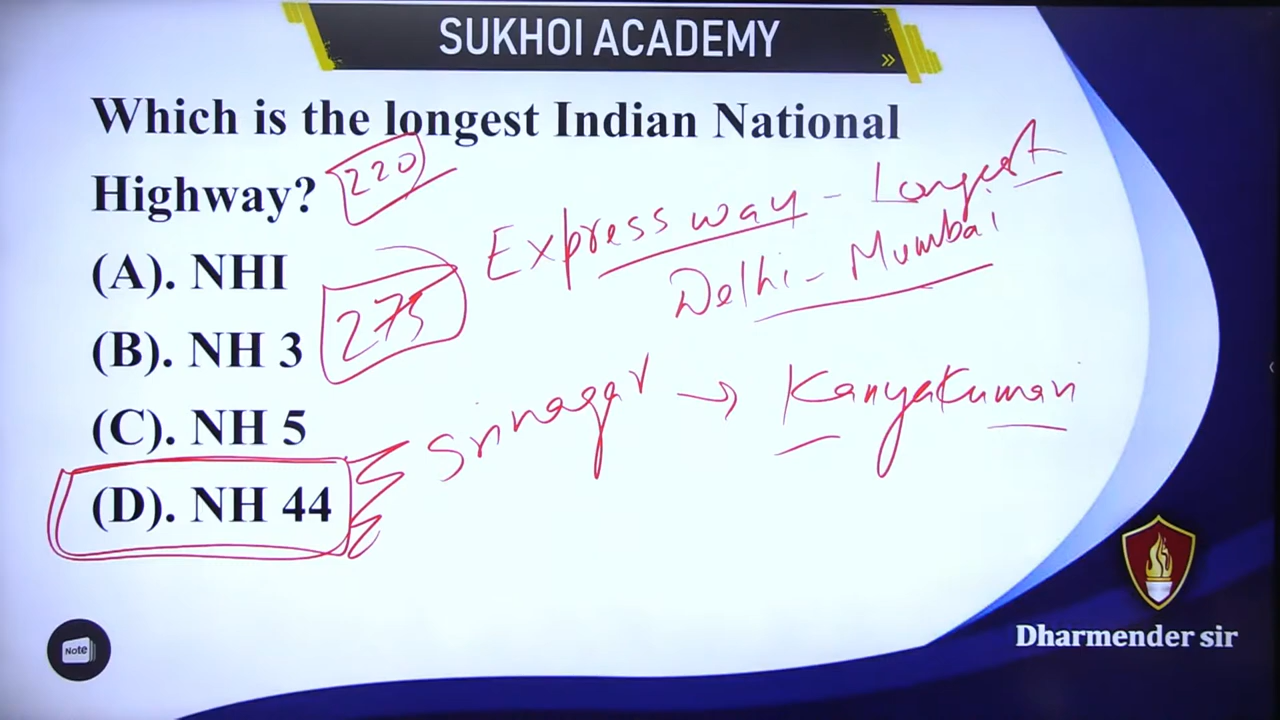 SUKHOI ACADEMY
Which is the longest Indian National
Highway?
220
Expressway - Longest
Delhi - Mumbai
(A). NHI
275
(B). NH 3
Srinagar → Kanyakumari
(C). NH 5
(D). NH 44
Note
Dharmender sir